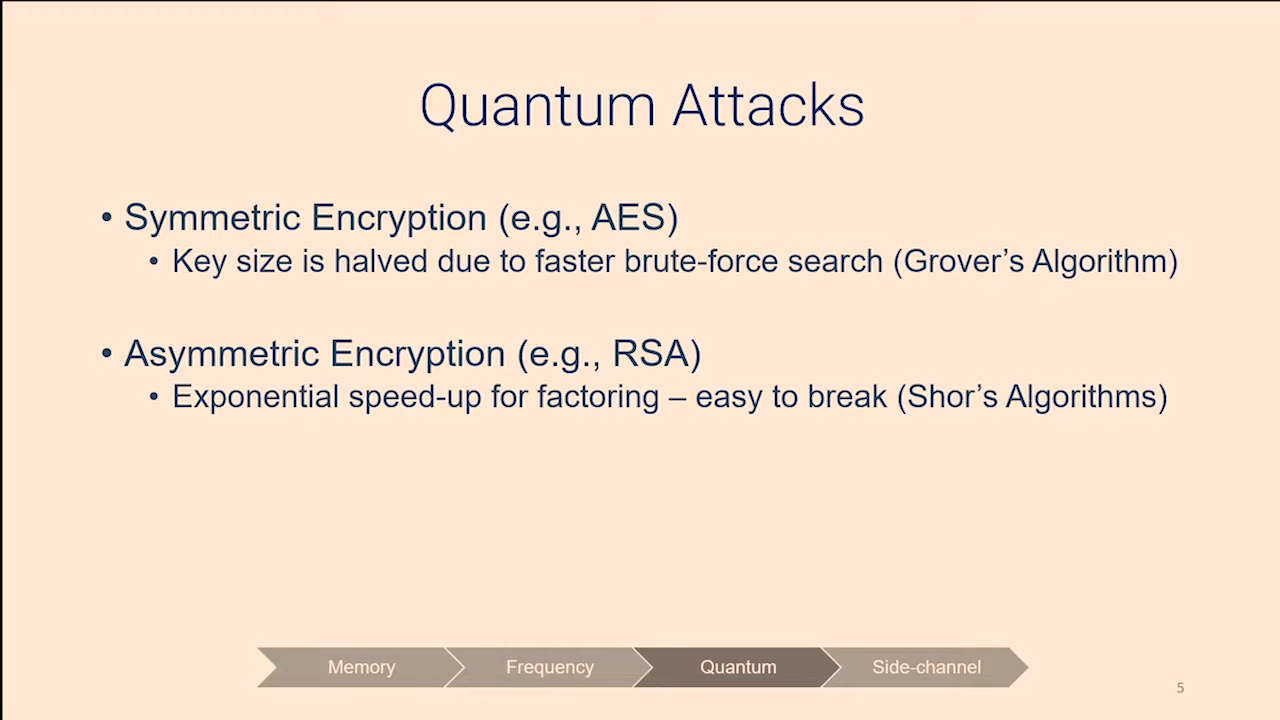 Quantum Attacks
• Symmetric Encryption (e.g., AES)
• Key size is halved due to faster brute-force search (Grover’s Algorithm)
• Asymmetric Encryption (e.g., RSA)
• Exponential speed-up for factoring – easy to break (Shor’s Algorithms)
Memory
Frequency
Quantum
Side-channel
5